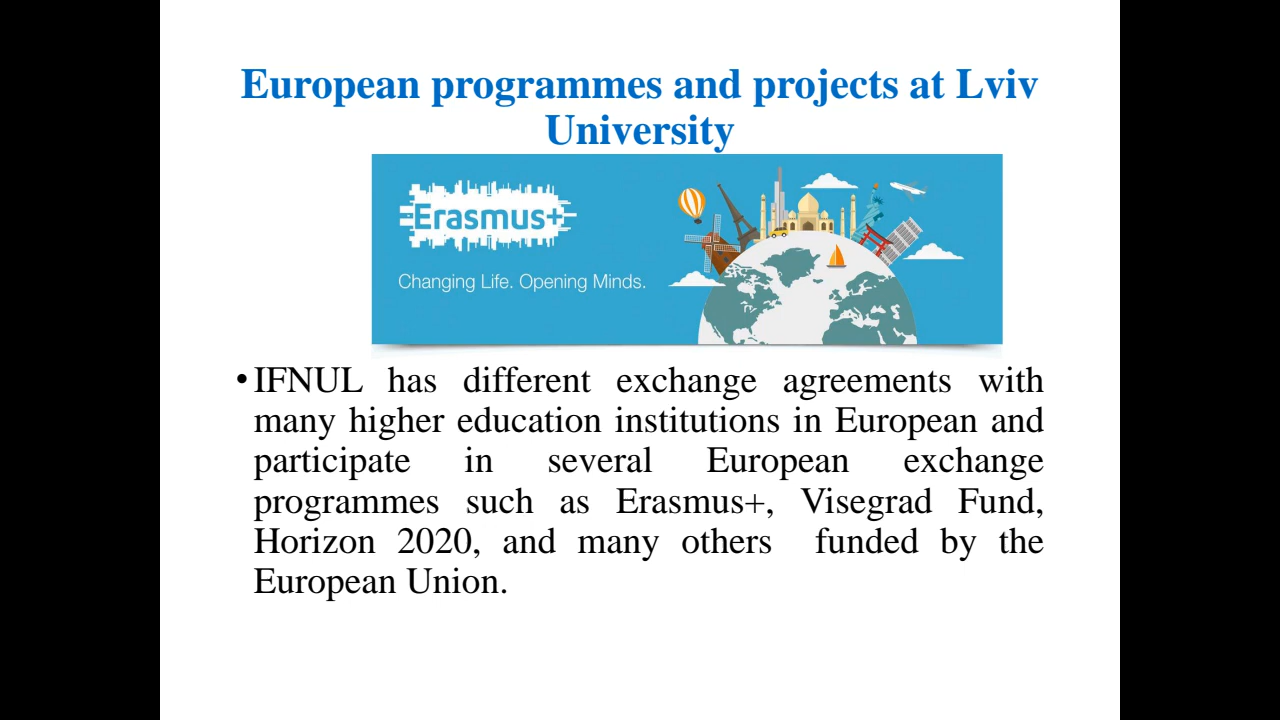 European programmes and projects at Lviv
University
Erasmus+
Changing Life. Opening Minds.
•IFNUL has different exchange agreements with
many higher education institutions in European and
participate in several European exchange
programmes such as Erasmus+, Visegrad Fund,
Horizon 2020, and many others funded by the
European Union.